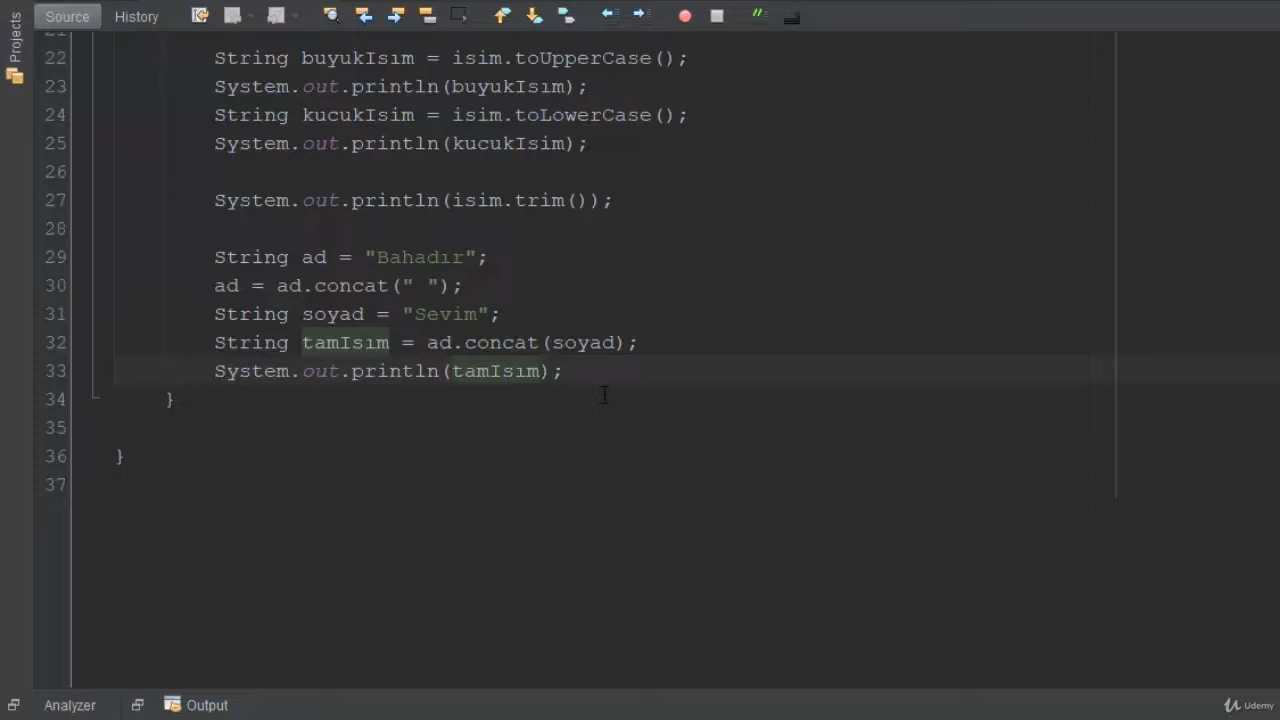 Source History
Projects
22 String buyukIsım = isim.toUpperCase();
23 System.out.println(buyukIsım);
24 String kucukIsim = isim.toLowerCase();
25 System.out.println(kucukIsim);
26
27 System.out.println(isim.trim());
28
29 String ad = "Bahadır";
30 ad = ad.concat(" ");
31 String soyad = "Sevim";
32 String tamIsım = ad.concat(soyad);
33 System.out.println(tamIsım);
34 }
35
36 }
37
Analyzer Output
Udemy